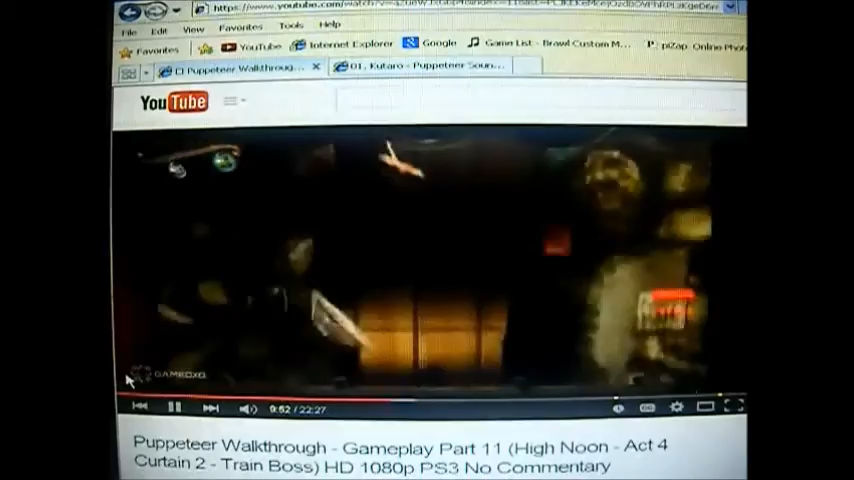 File Edit View Favorites Tools Help
Favorites YouTube Internet Explorer Google Game List - Brawl Custom M... piZap Online Phot
Puppeteer Walkthroug... 01, Kutaro - Puppeteer Soun...
YouTube
GAMEOXO
9:52 / 22:27
Puppeteer Walkthrough - Gameplay Part 11 (High Noon - Act 4
Curtain 2 - Train Boss) HD 1080p PS3 No Commentary